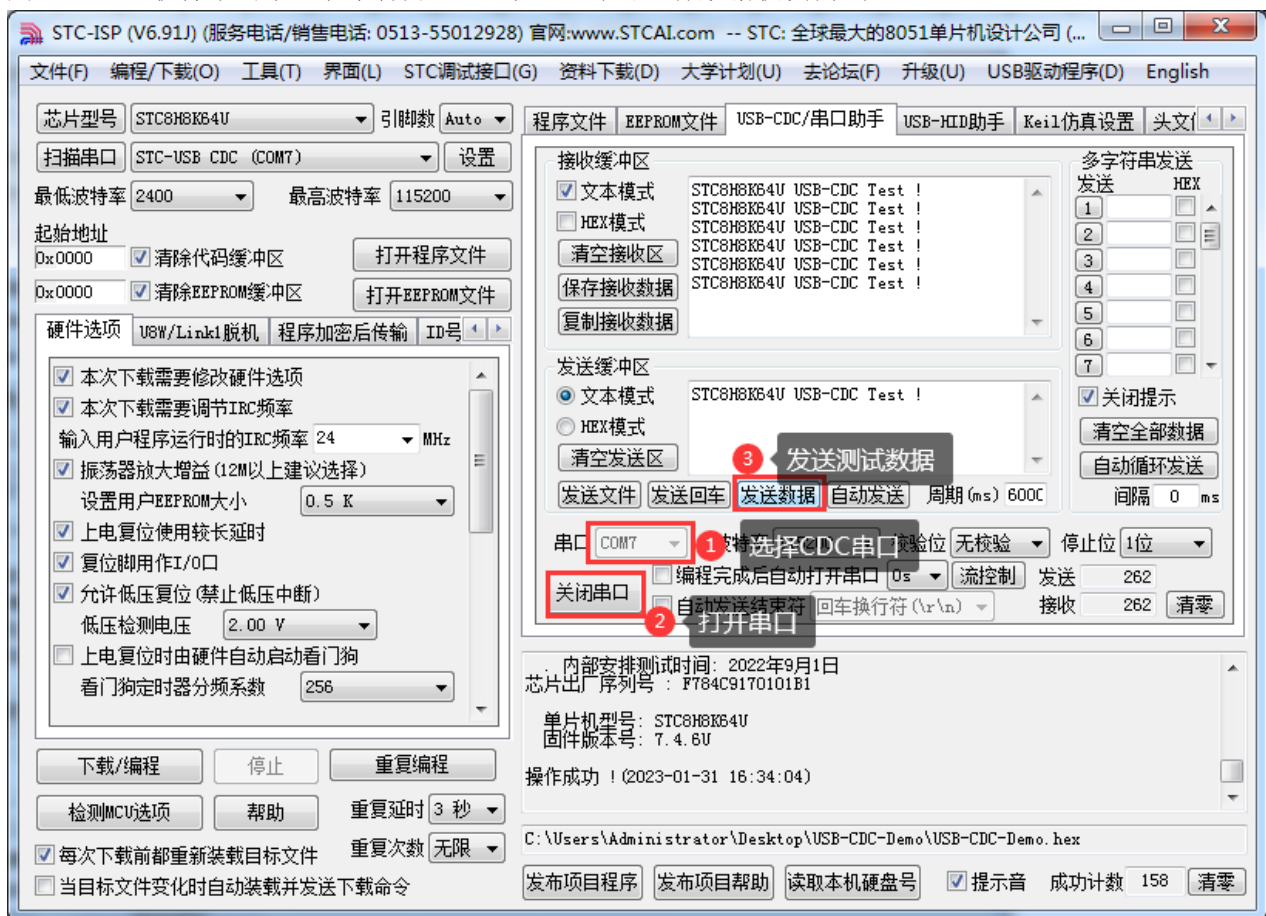 STC-ISP (V6.91J) (服务电话/销售电话: 0513-55012928) 官网:www.STCAI.com -- STC: 全球最大的8051单片机设计公司 (...
文件(F) 编程/下载(O) 工具(T) 界面(L) STC调试接口(G) 资料下载(D) 大学计划(U) 去论坛(F) 升级(U) USB驱动程序(D) English
芯片型号 STC8H8K64U 引脚数 Auto
扫描串口 STC-USB CDC (COM7) 设置
最低波特率 2400 最高波特率 115200
起始地址
0x0000 清除代码缓冲区 打开程序文件
0x0000 清除EEPROM缓冲区 打开EEPROM文件
硬件选项 U8W/Link1脱机 程序加密后传输 ID号
本次下载需要修改硬件选项
本次下载需要调节IRC频率
输入用户程序运行时的IRC频率 24 MHz
振荡器放大增益(12M以上建议选择)
设置用户EEPROM大小 0.5 K
上电复位使用较长延时
复位脚用作I/O口
允许低压复位(禁止低压中断)
低压检测电压 2.00 V
上电复位时由硬件自动启动看门狗
看门狗定时器分频系数 256
下载/编程 停止 重复编程
检测MCU选项 帮助 重复延时 3 秒
每次下载前都重新装载目标文件 重复次数 无限
当目标文件变化时自动装载并发送下载命令
程序文件 EEPROM文件 USB-CDC/串口助手 USB-HID助手 Keil仿真设置 头文
接收缓冲区
文本模式
HEX模式
清空接收区
保存接收数据
复制接收数据
STC8H8K64U USB-CDC Test !
STC8H8K64U USB-CDC Test !
STC8H8K64U USB-CDC Test !
STC8H8K64U USB-CDC Test !
STC8H8K64U USB-CDC Test !
STC8H8K64U USB-CDC Test !
多字符串发送
发送 HEX
1
2
3
4
5
6
7
关闭提示
清空全部数据
自动循环发送
间隔 0 ms
发送缓冲区
文本模式 STC8H8K64U USB-CDC Test !
HEX模式
清空发送区
3 发送测试数据
发送文件 发送回车 发送数据 自动发送 周期(ms)
串口 COM7 1 选择CDC串口 校验位 无校验 停止位 1位
关闭串口 编程完成后自动打开串口 0s 流控制 发送 262
自动发送结束符 回车换行符(\r\n) 接收 262 清零
2 打开串口
. 内部安排测试时间: 2022年9月1日
芯片出厂序列号 : F784C9170101B1
单片机型号: STC8H8K64U
固件版本号: 7.4.6U
操作成功 !(2023-01-31 16:34:04)
C:\Users\Administrator\Desktop\USB-CDC-Demo\USB-CDC-Demo.hex
发布项目程序 发布项目帮助 读取本机硬盘号 提示音 成功计数 158 清零